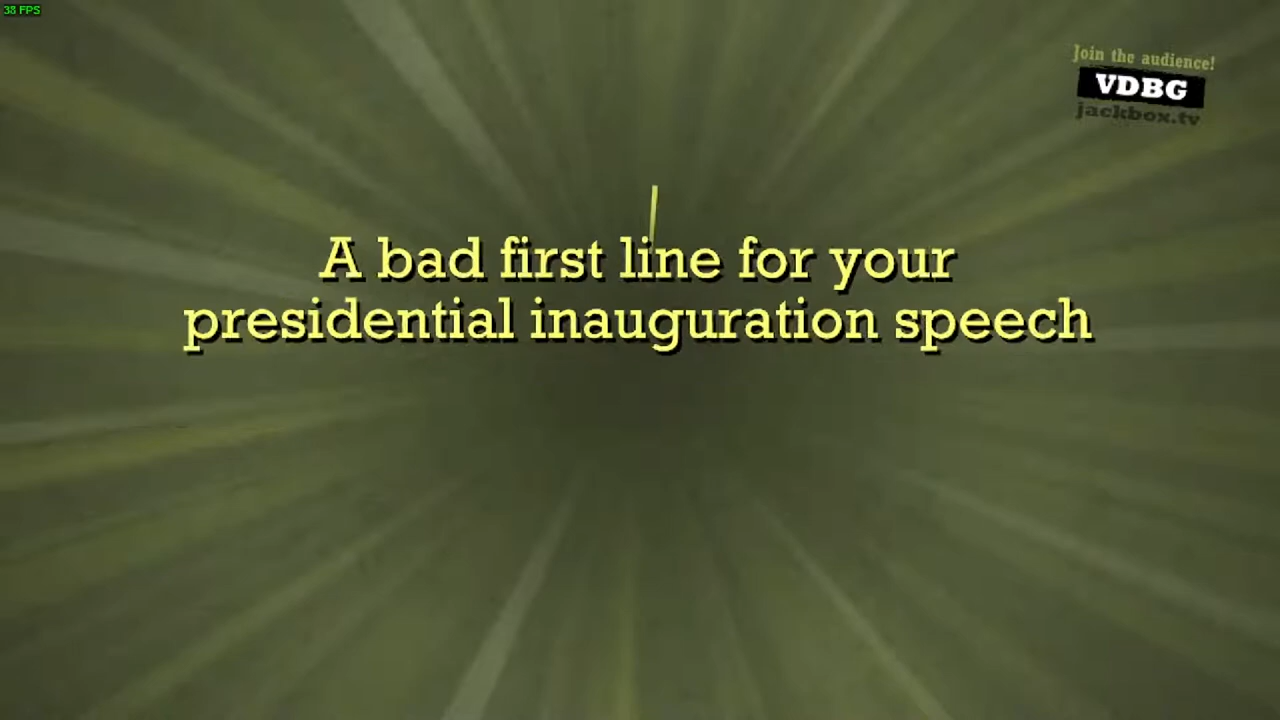 38 FPS
Join the audience!
VDBG
jackbox.tv
A bad first line for your
presidential inauguration speech